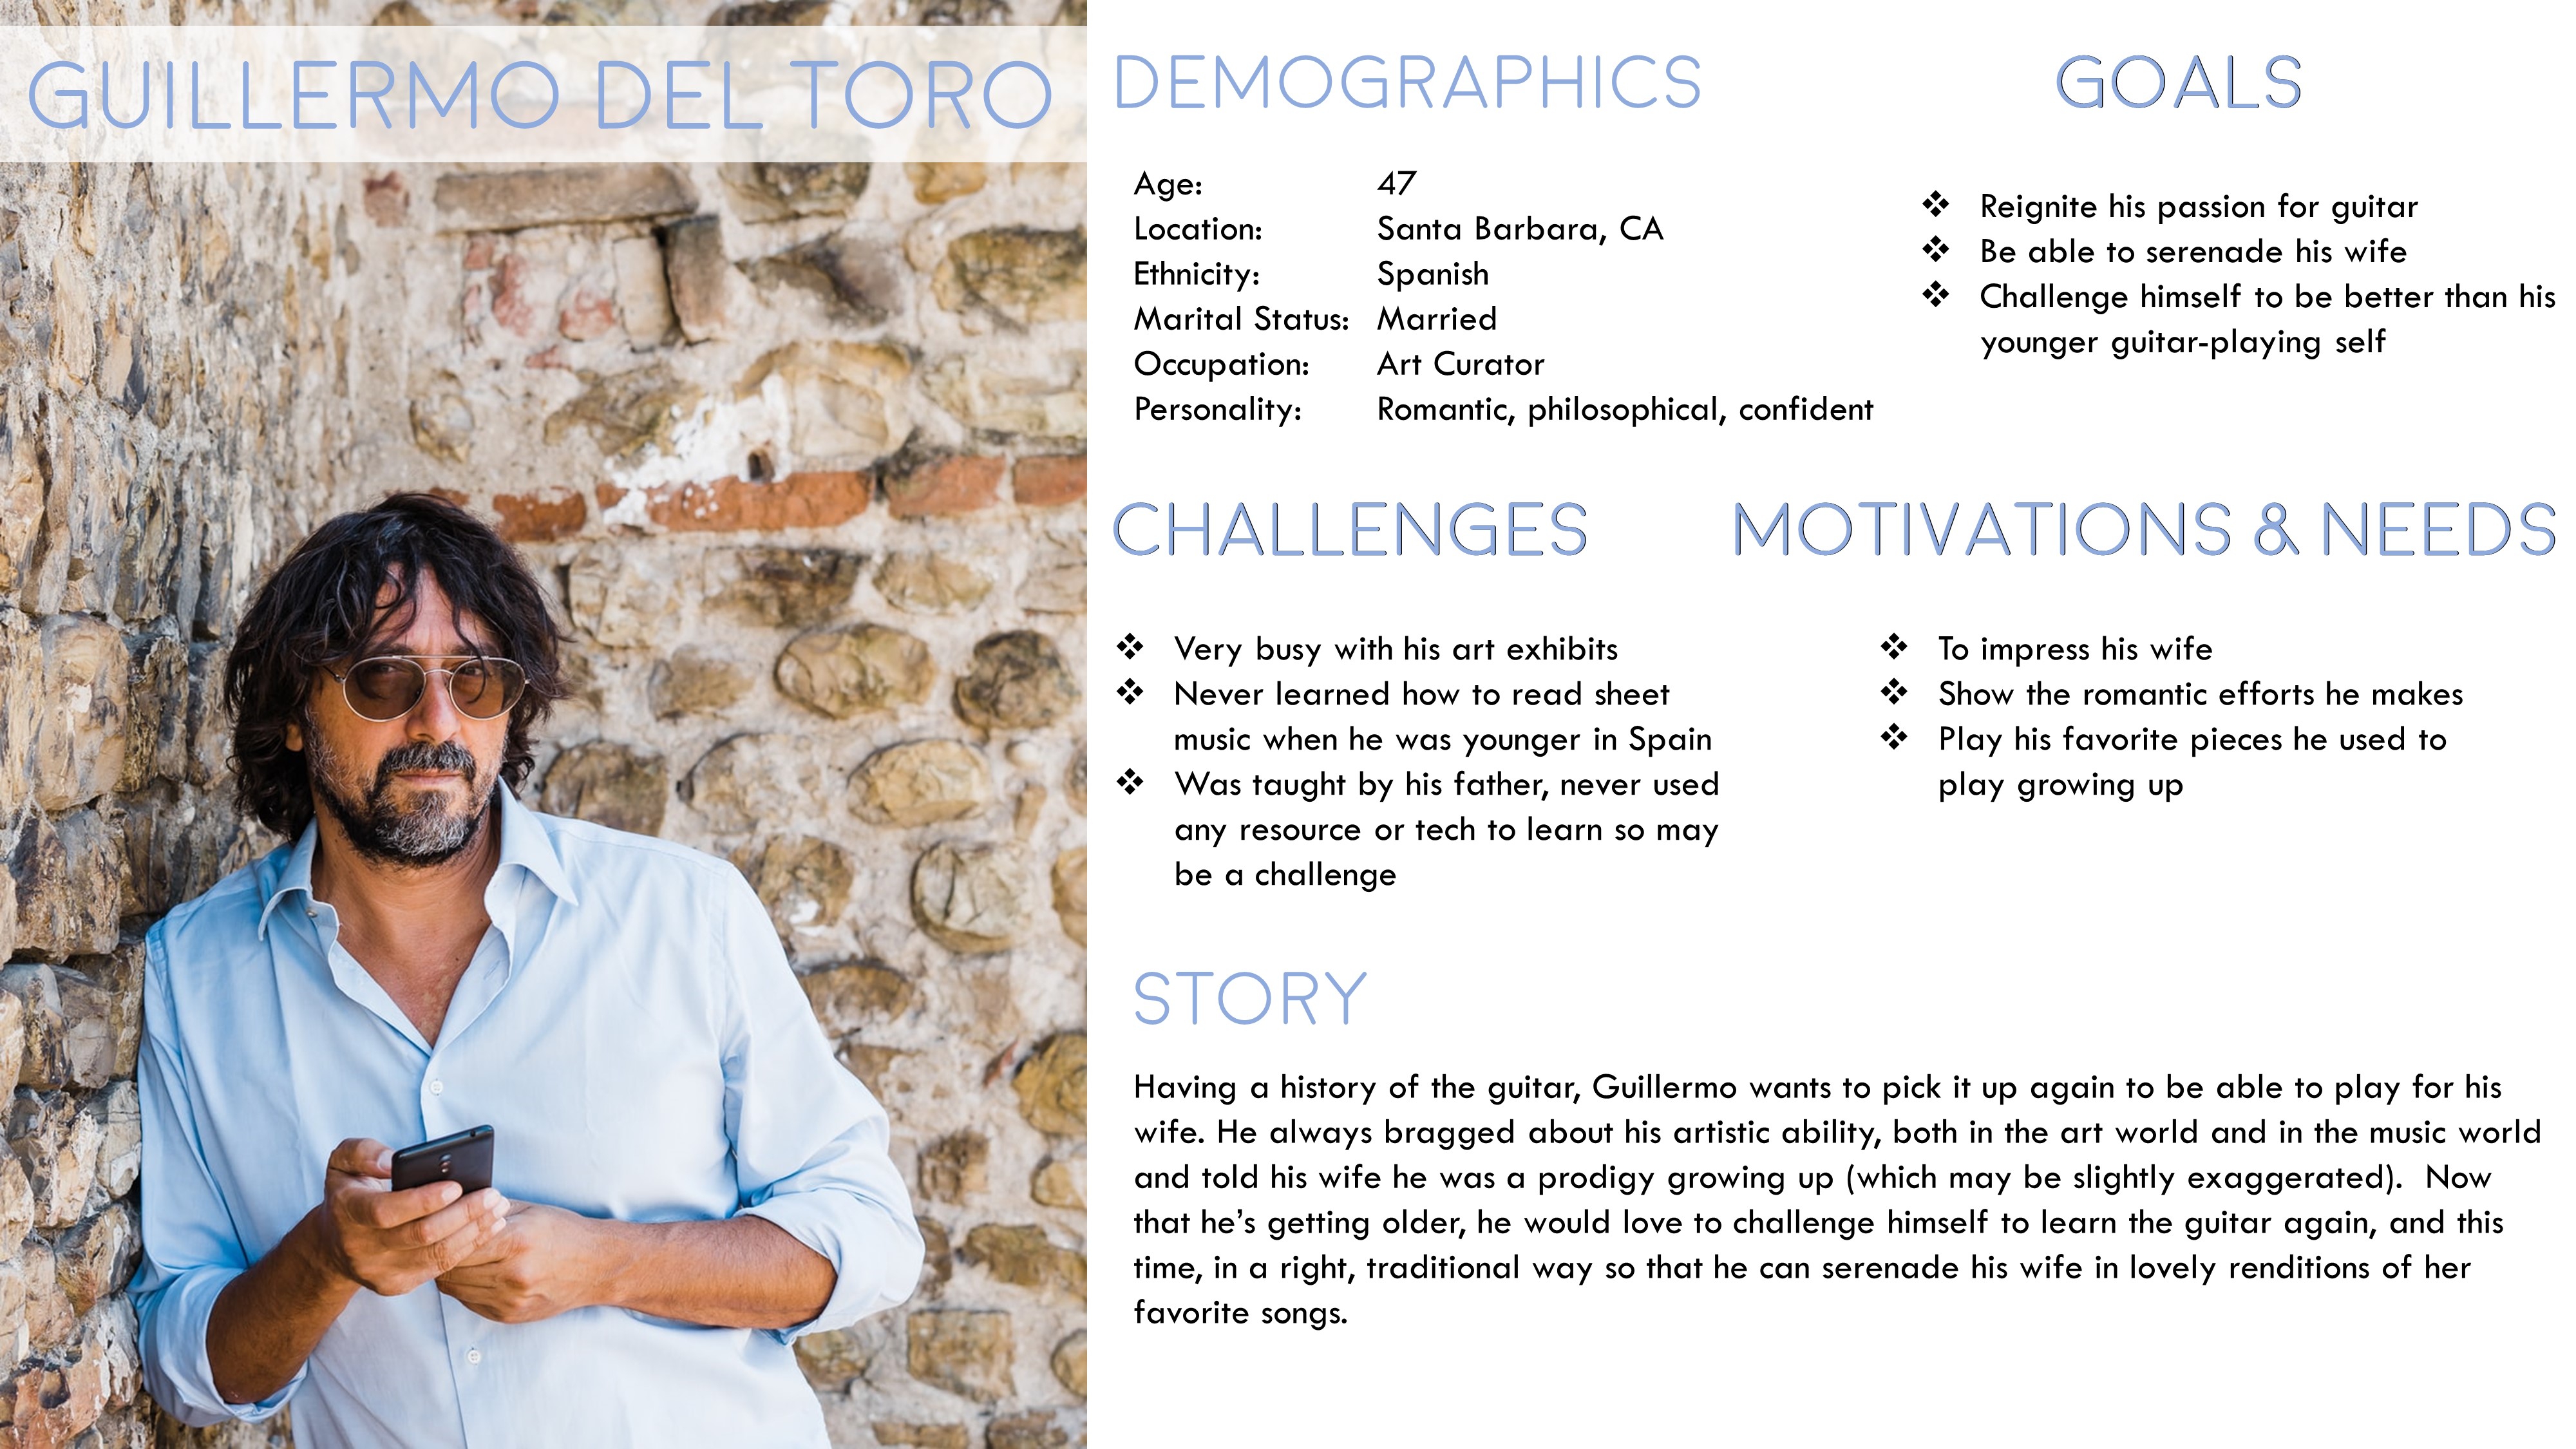 GUILLERMO DEL TORO
DEMOGRAPHICS
Age: 47
Location: Santa Barbara, CA
Ethnicity: Spanish
Marital Status: Married
Occupation: Art Curator
Personality: Romantic, philosophical, confident
GOALS
❖ Reignite his passion for guitar
❖ Be able to serenade his wife
❖ Challenge himself to be better than his
younger guitar-playing self
CHALLENGES
❖ Very busy with his art exhibits
❖ Never learned how to read sheet
music when he was younger in Spain
❖ Was taught by his father, never used
any resource or tech to learn so may
be a challenge
MOTIVATIONS & NEEDS
❖ To impress his wife
❖ Show the romantic efforts he makes
❖ Play his favorite pieces he used to
play growing up
STORY
Having a history of the guitar, Guillermo wants to pick it up again to be able to play for his
wife. He always bragged about his artistic ability, both in the art world and in the music world
and told his wife he was a prodigy growing up (which may be slightly exaggerated).  Now
that he’s getting older, he would love to challenge himself to learn the guitar again, and this
time, in a right, traditional way so that he can serenade his wife in lovely renditions of her
favorite songs.